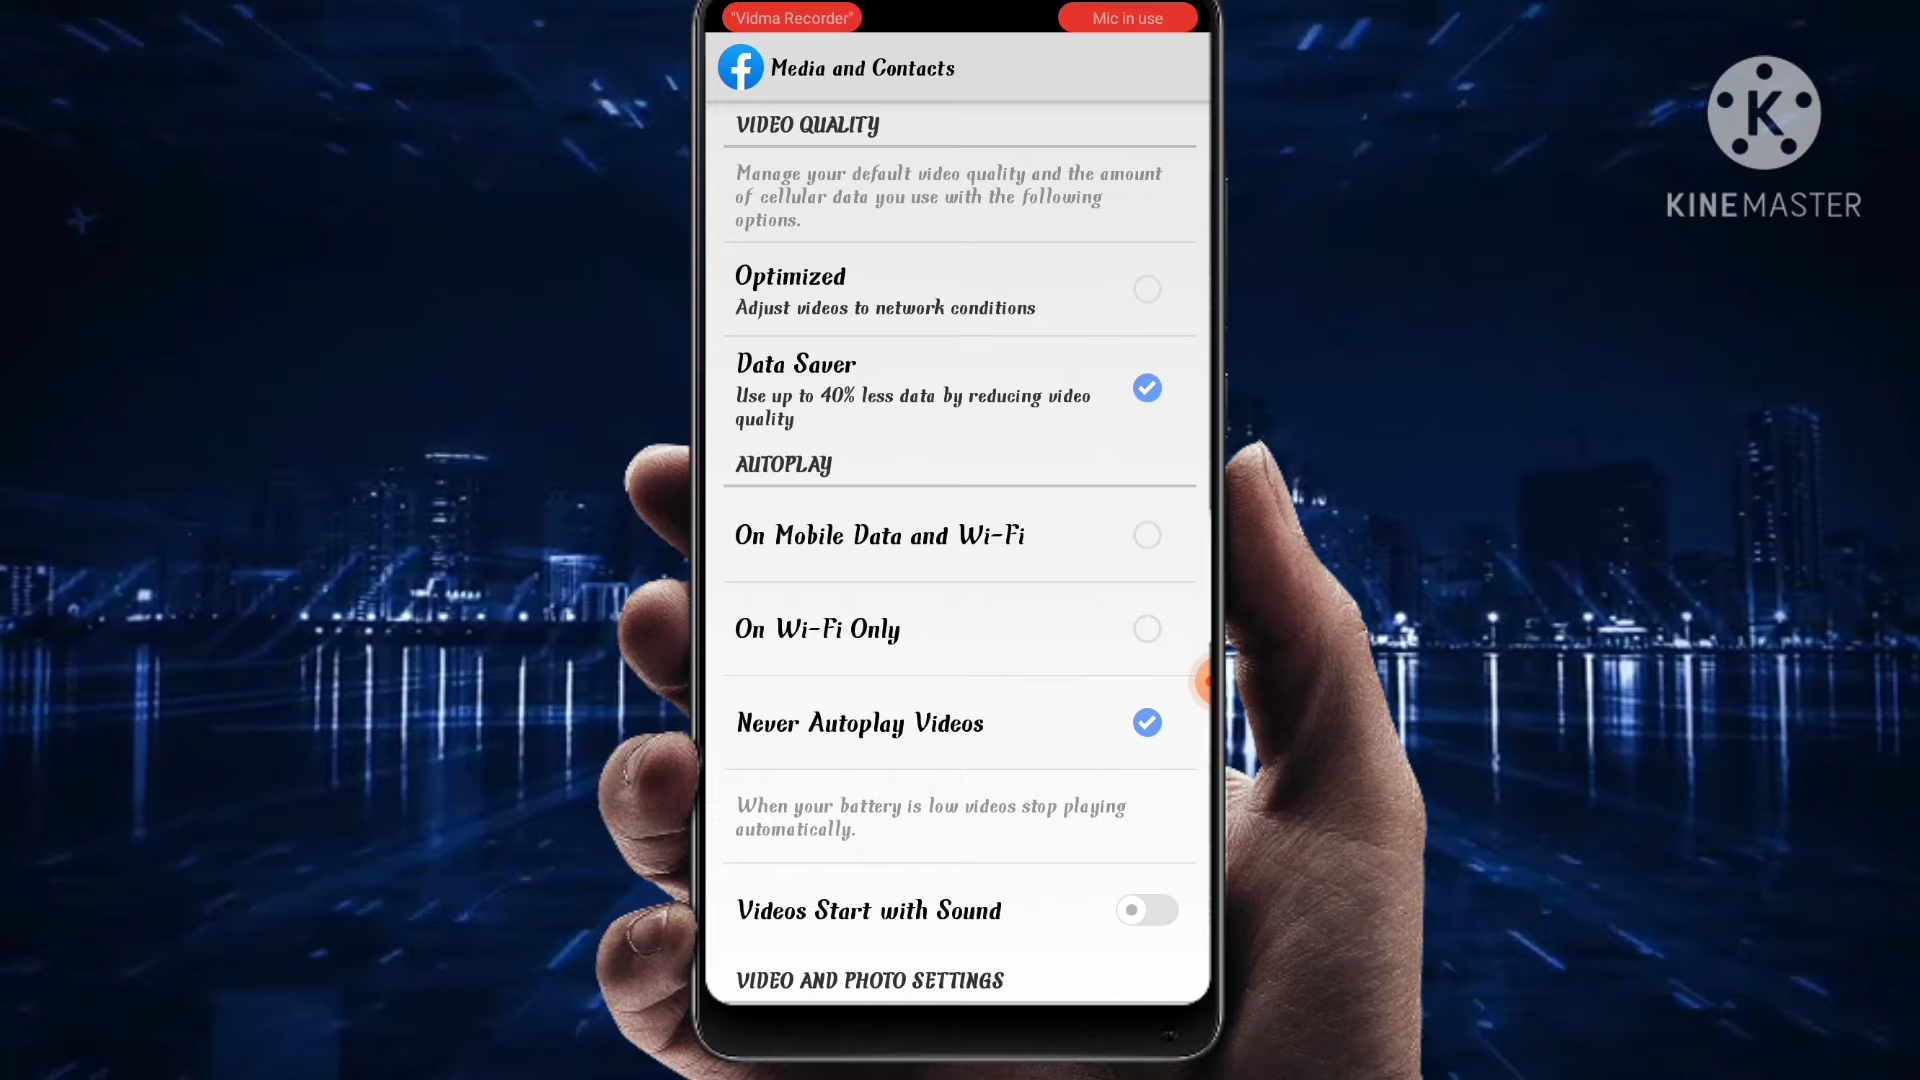 "Vidma Recorder"
Mic in use
Media and Contacts
VIDEO QUALITY
Manage your default video quality and the amount
of cellular data you use with the following
options.
Optimized
Adjust videos to network conditions
Data Saver
Use up to 40% less data by reducing video
quality
AUTOPLAY
On Mobile Data and Wi-Fi
On Wi-Fi Only
Never Autoplay Videos
When your battery is low videos stop playing
automatically.
Videos Start with Sound
VIDEO AND PHOTO SETTINGS
K
KINEMASTER